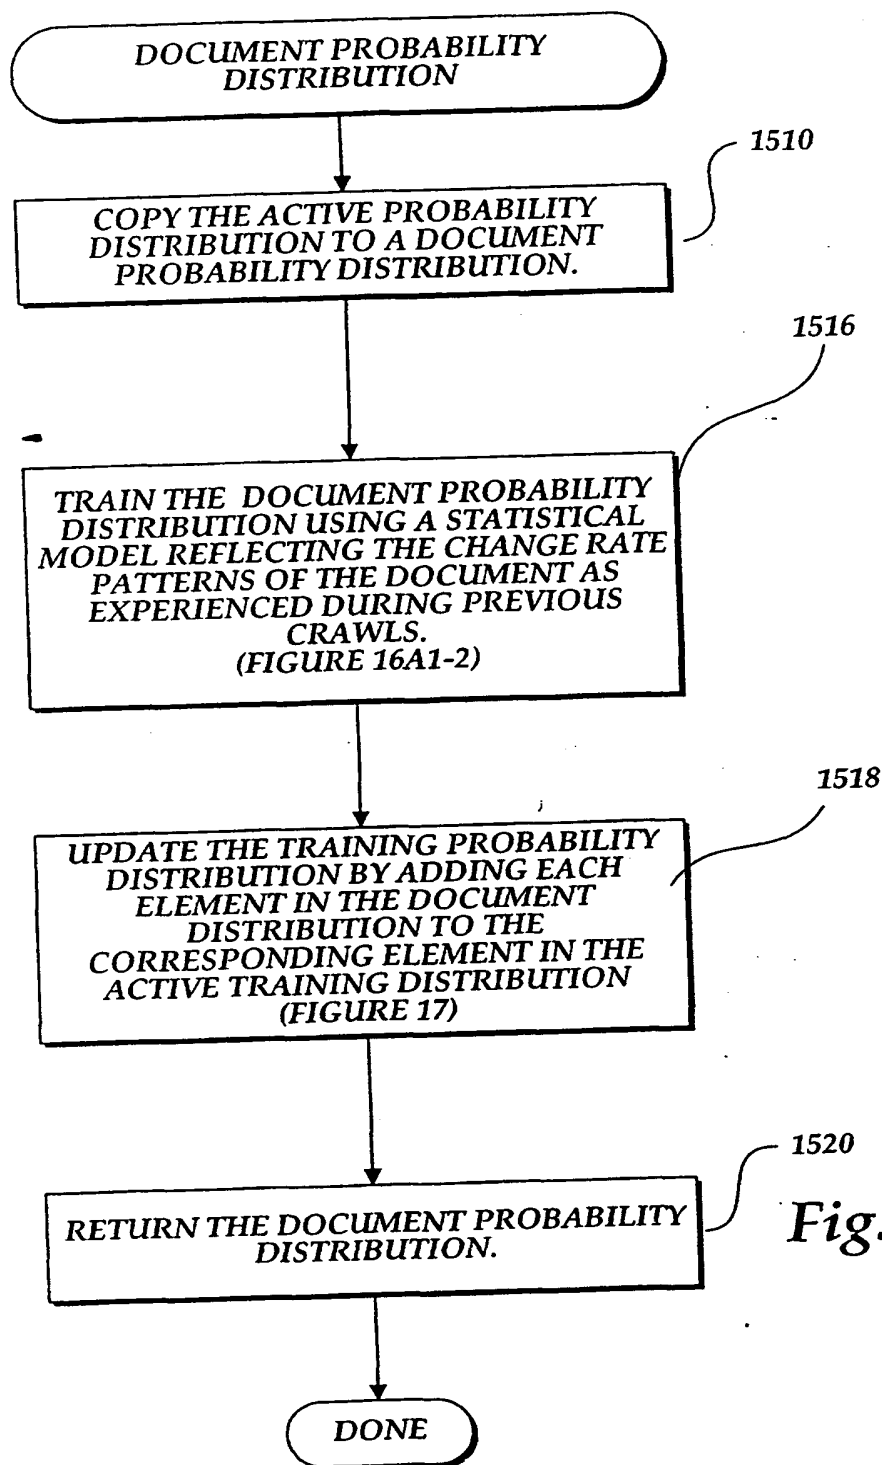 DOCUMENT PROBABILITY
DISTRIBUTION
1510
COPY THE ACTIVE PROBABILITY
DISTRIBUTION TO A DOCUMENT
PROBABILITY DISTRIBUTION.
1516
TRAIN THE DOCUMENT PROBABILITY
DISTRIBUTION USING A STATISTICAL
MODEL REFLECTING THE CHANGE RATE
PATTERNS OF THE DOCUMENT AS
EXPERIENCED DURING PREVIOUS
CRAWLS.
(FIGURE 16A1-2)
1518
UPDATE THE TRAINING PROBABILITY
DISTRIBUTION BY ADDING EACH
ELEMENT IN THE DOCUMENT
DISTRIBUTION TO THE
CORRESPONDING ELEMENT IN THE
ACTIVE TRAINING DISTRIBUTION
(FIGURE 17)
1520
RETURN THE DOCUMENT PROBABILITY
DISTRIBUTION.
Fig.
DONE